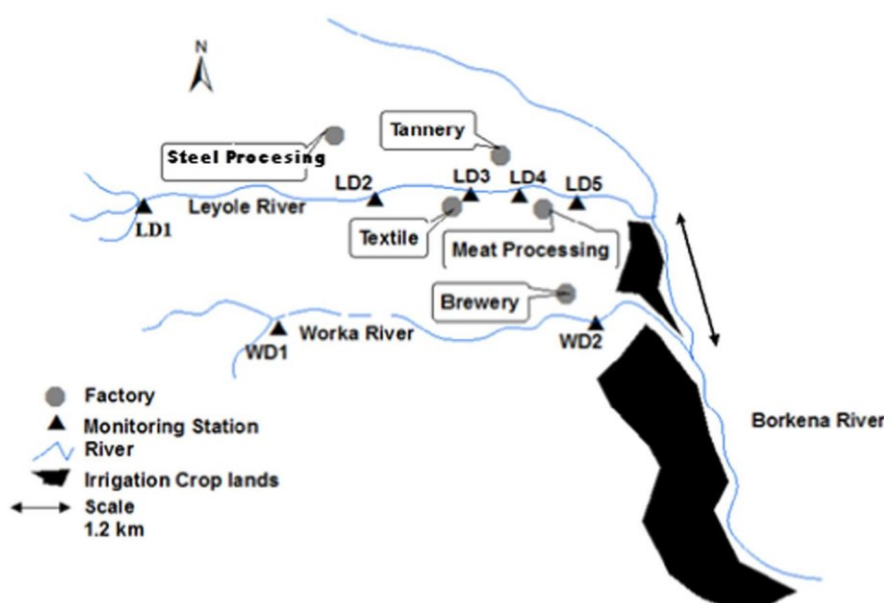 N
Tannery
Steel Procesing
LD2
LD3
LD4
LD5
Leyole River
LD1
Textile
Meat Processing
Brewery
Worka River
WD1
WD2
Factory
Monitoring Station
River
Irrigation Crop lands
Scale
1.2 km
Borkena River